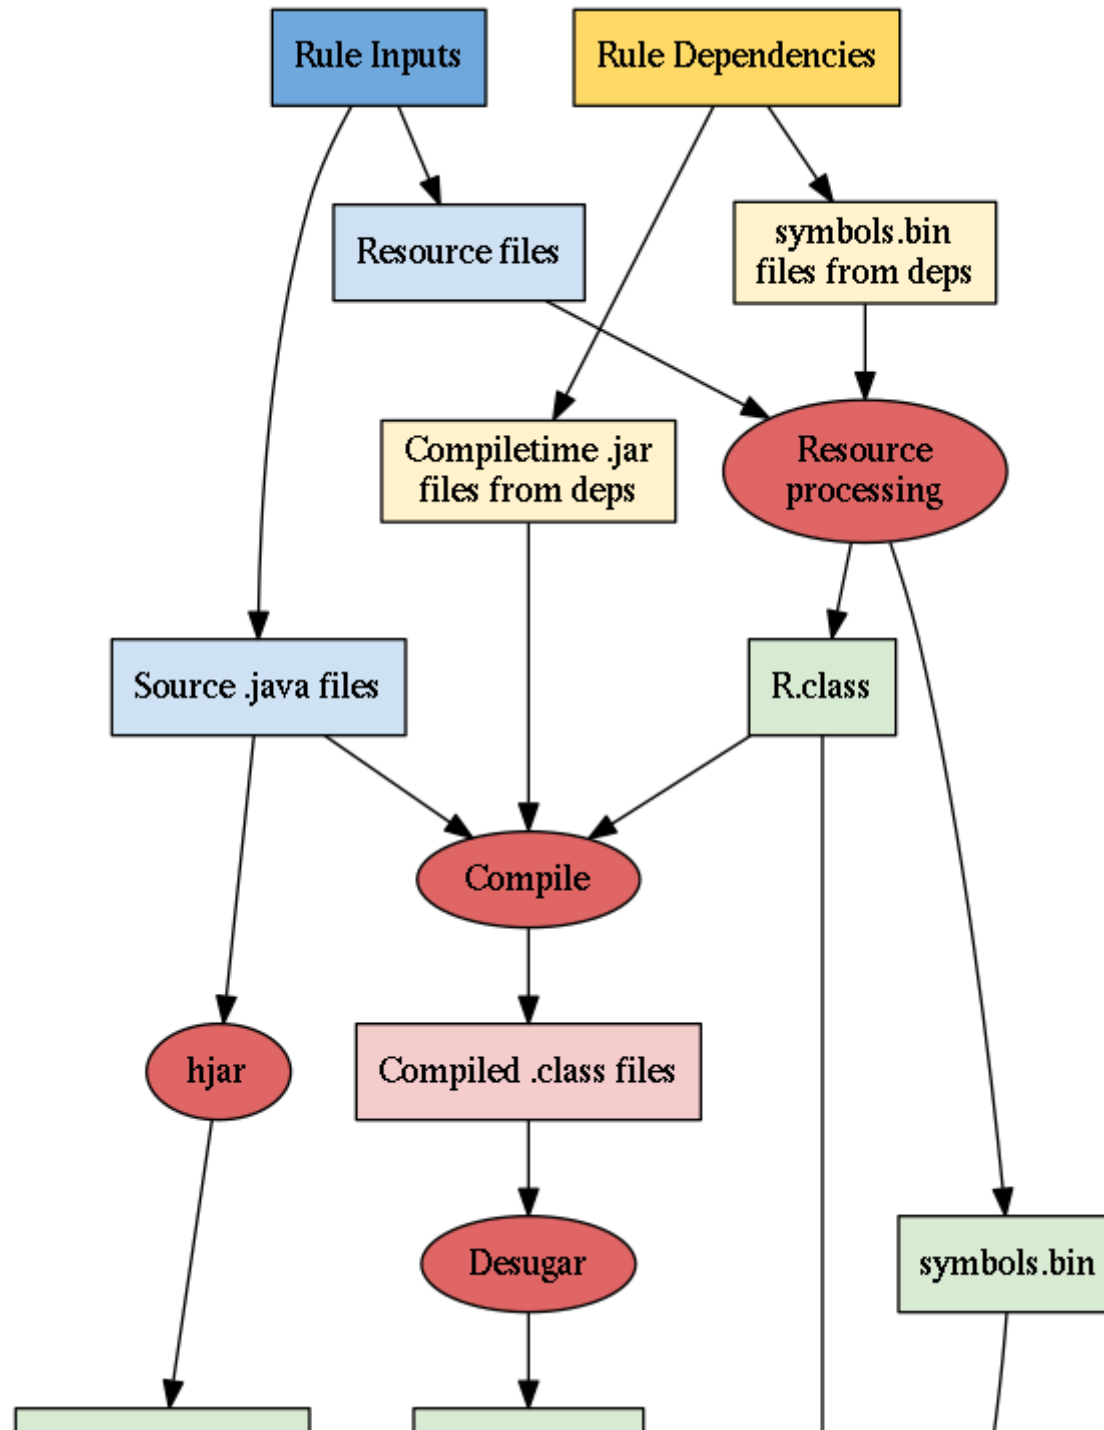 Rule Inputs
Rule Dependencies
Resource files
symbols.bin
files from deps
Compiletime .jar
files from deps
Resource
processing
Source .java files
R.class
Compile
hjar
Compiled .class files
Desugar
symbols.bin